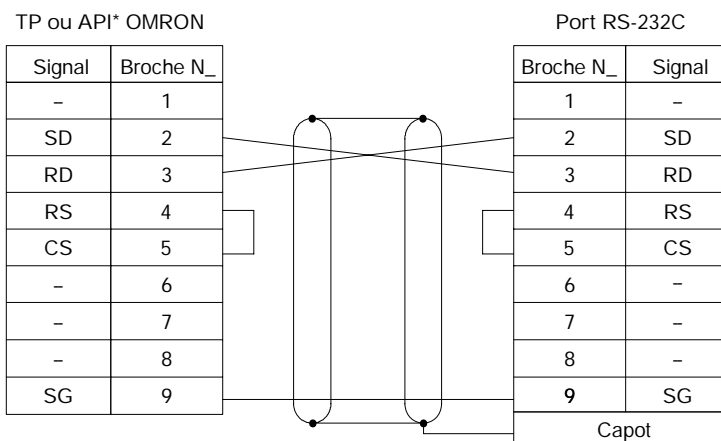 TP ou API* OMRON Port RS-232C
Signal Broche N_ Broche N_ Signal
– 1 1 –
SD 2 2 SD
RD 3 3 RD
RS 4 4 RS
CS 5 5 CS
– 6 6 –
– 7 7 –
– 8 8 –
SG 9 9 SG
Capot